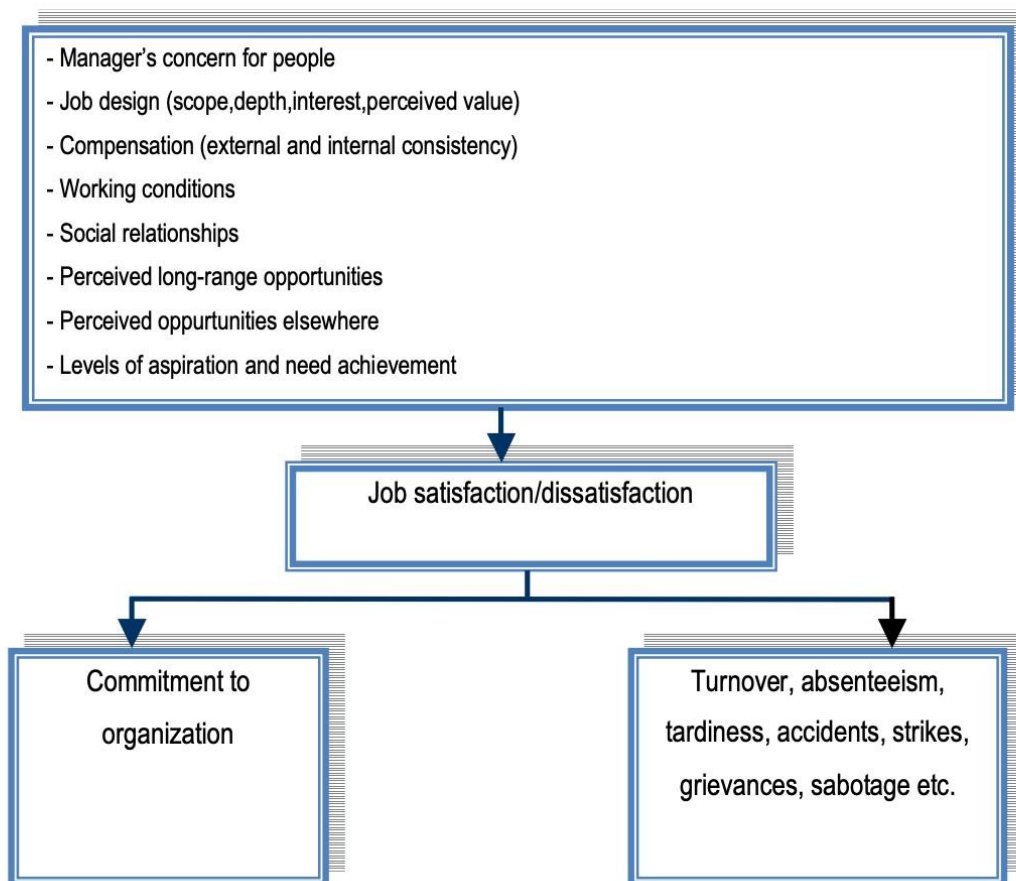 - Manager’s concern for people
- Job design (scope,depth,interest,perceived value)
- Compensation (external and internal consistency)
- Working conditions
- Social relationships
- Perceived long-range opportunities
- Perceived oppurtunities elsewhere
- Levels of aspiration and need achievement
Job satisfaction/dissatisfaction
Commitment to
organization
Turnover, absenteeism,
tardiness, accidents, strikes,
grievances, sabotage etc.